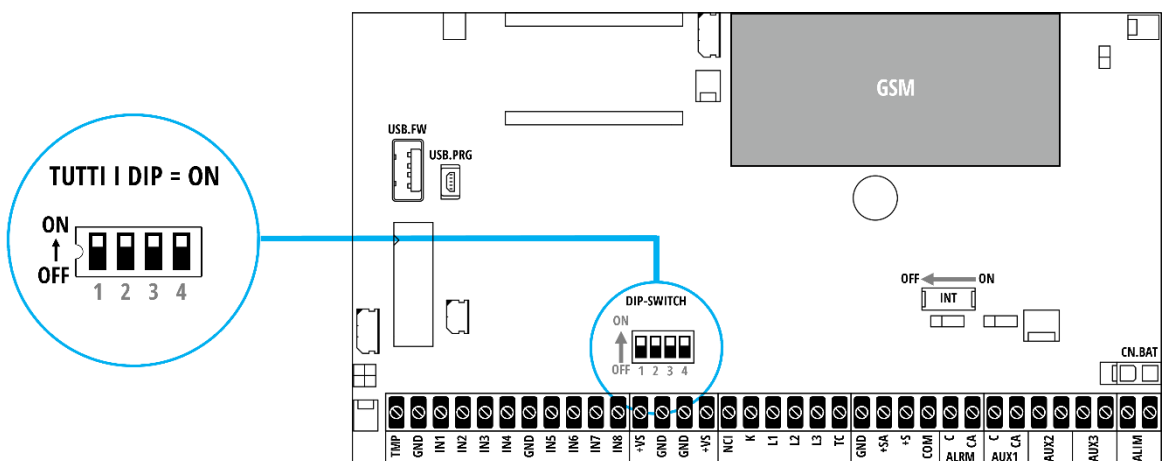 GSM
USB.FW
USB.PRG
TUTTI I DIP = ON
ON
OFF
1 2 3 4
OFF ON
INT
DIP-SWITCH
ON
OFF
1 2 3 4
CN.BAT
TMP GND IN1 IN2 IN3 IN4 GND IN5 IN6 IN7 IN8 +VS GND GND +VS NCI K L1 L2 L3 TC GND +SA +S COM C CA C CA AUX2 AUX3 ALIM
ALRM AUX1